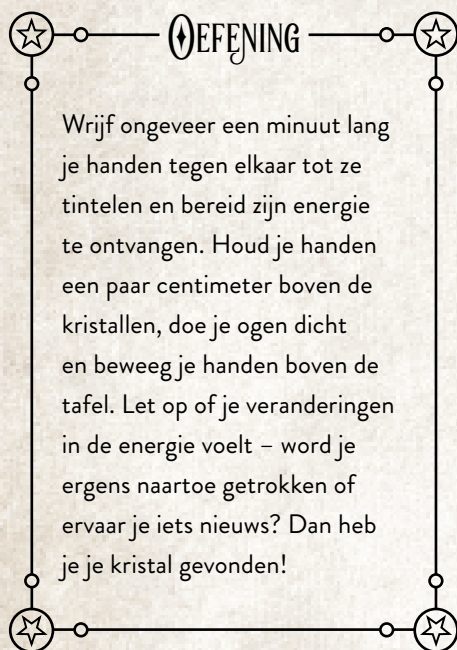 OEFENING
Wrijf ongeveer een minuut lang
je handen tegen elkaar tot ze
tintelen en bereid zijn energie
te ontvangen. Houd je handen
een paar centimeter boven de
kristallen, doe je ogen dicht
en beweeg je handen boven de
tafel. Let op of je veranderingen
in de energie voelt – word je
ergens naartoe getrokken of
ervaar je iets nieuws? Dan heb
je je kristal gevonden!